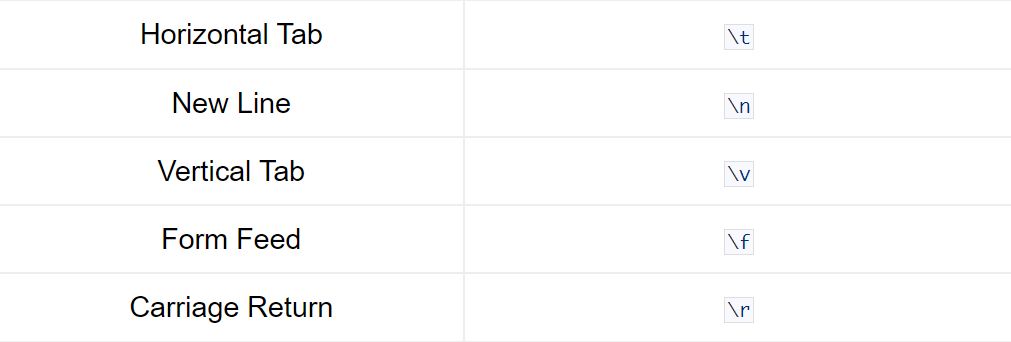 Horizontal Tab \t
New Line \n
Vertical Tab \v
Form Feed \f
Carriage Return \r